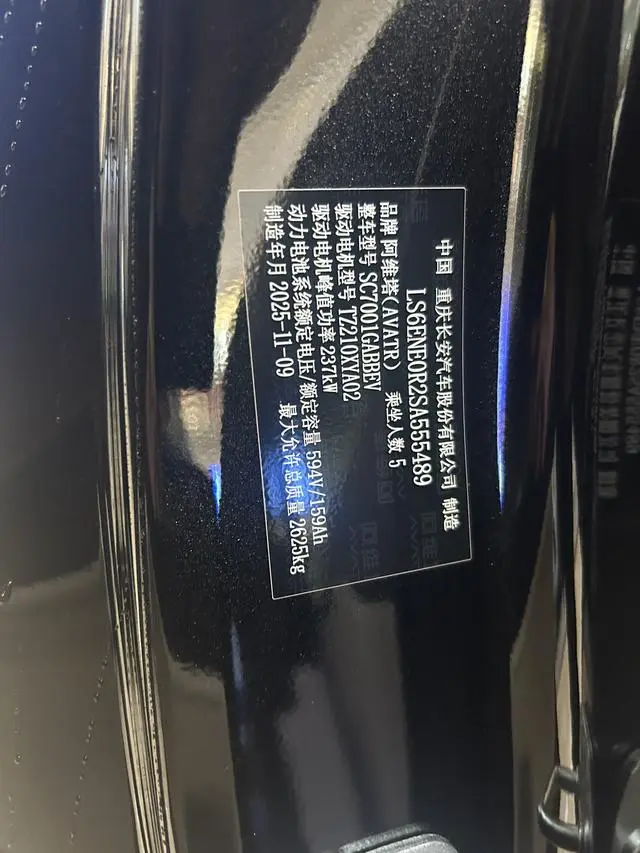 中国 重庆长安汽车股份有限公司 制造
LS6ENE0R2SA555489
品牌 阿维塔(AVATR) 乘坐人数 5
整车型号 SC7001GABBEV
驱动电机型号 TZ210XYA02
驱动电机峰值功率 237kW
动力电池系统额定电压/额定容量 594V/159Ah
制造年月 2025-11-09 最大允许总质量 2625kg